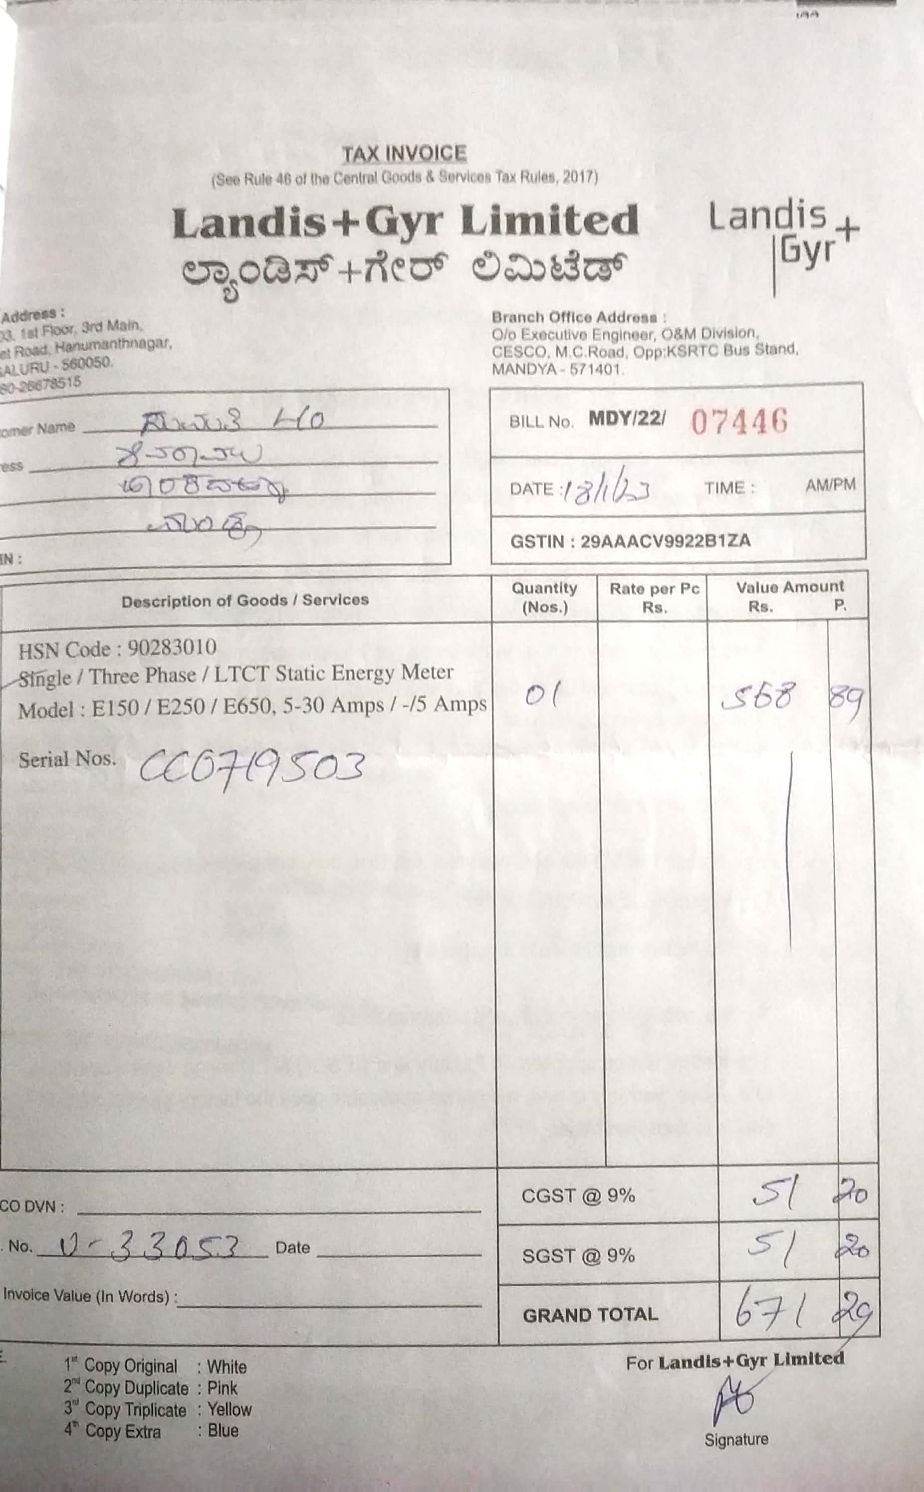 TAX INVOICE
(See Rule 46 of the Central Goods & Services Tax Rules, 2017)
Landis+Gyr Limited
ಲ್ಯಾಂಡಿಸ್+ಗೇರ್ ಲಿಮಿಟೆಡ್
Landis+
Gyr
Address :
03, 1st Floor, 3rd Main,
et Road, Hanumanthnagar,
ALURU - 560050.
80-26678515
Branch Office Address :
O/o Executive Engineer, O&M Division,
CESCO, M.C.Road, Opp:KSRTC Bus Stand,
MANDYA - 571401.
omer Name
ess
IN :
BILL No. MDY/22/ 07446
DATE : 18/1/23 TIME : AM/PM
GSTIN : 29AAACV9922B1ZA
Description of Goods / Services Quantity (Nos.) Rate per Pc Rs. Value Amount Rs. P.
HSN Code : 90283010
Single / Three Phase / LTCT Static Energy Meter
Model : E150 / E250 / E650, 5-30 Amps / -/5 Amps 01 568 89
Serial Nos. CC0719503
CGST @ 9% 51 20
CO DVN :
SGST @ 9% 51 20
. No. U-33053 Date
Invoice Value (In Words) :
GRAND TOTAL 671 29
1st Copy Original : White
2nd Copy Duplicate : Pink
3rd Copy Triplicate : Yellow
4th Copy Extra : Blue
For Landis+Gyr Limited
Signature